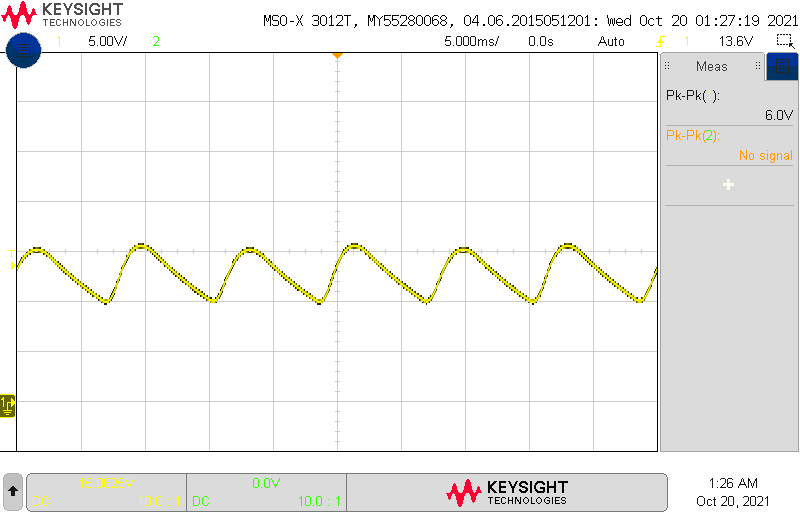 KEYSIGHT
TECHNOLOGIES
MSO-X 3012T, MY55280068, 04.06.2015051201: Wed Oct 20 01:27:19 2021
1 5.00V/ 2 5.000ms/ 0.0s Auto 1 13.6V
Meas
Pk-Pk( ):
6.0V
Pk-Pk(2):
No signal
T
1
0.0V
DC 10.0 : 1
KEYSIGHT
TECHNOLOGIES
1:26 AM
Oct 20, 2021